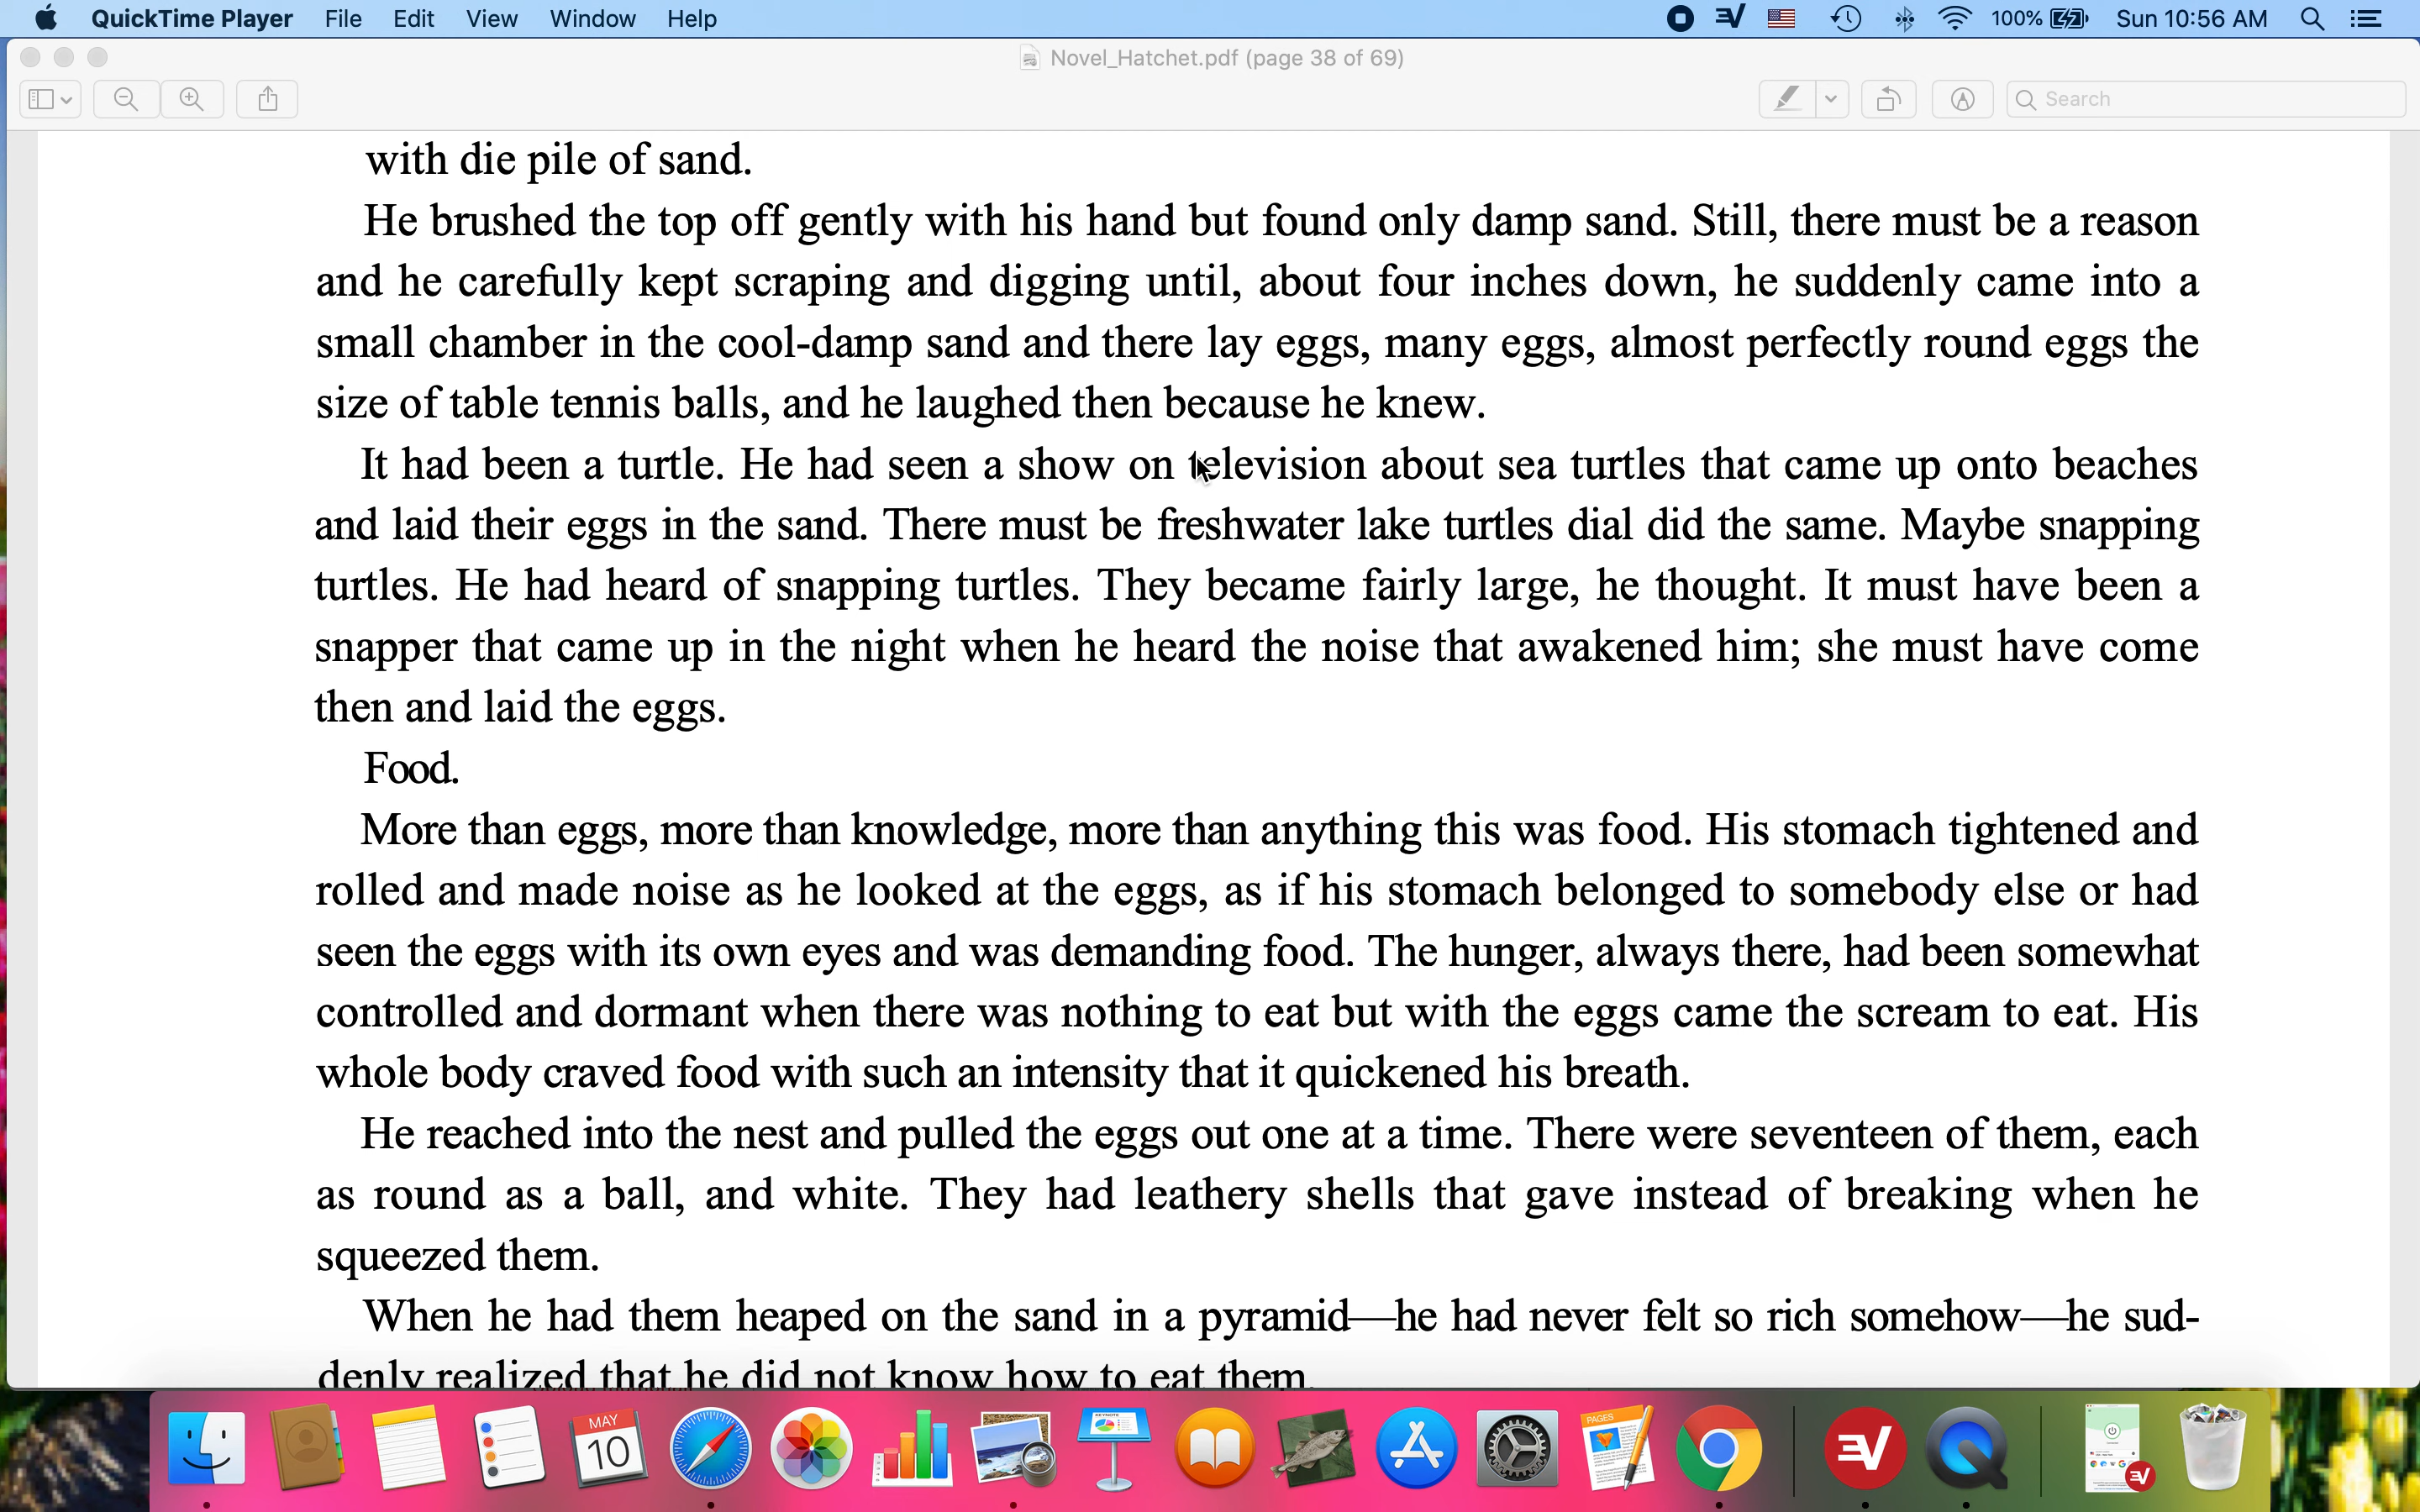 QuickTime Player File Edit View Window Help 100% Sun 10:56 AM
Novel_Hatchet.pdf (page 38 of 69)
Search
with die pile of sand.
He brushed the top off gently with his hand but found only damp sand. Still, there must be a reason
and he carefully kept scraping and digging until, about four inches down, he suddenly came into a
small chamber in the cool-damp sand and there lay eggs, many eggs, almost perfectly round eggs the
size of table tennis balls, and he laughed then because he knew.
It had been a turtle. He had seen a show on television about sea turtles that came up onto beaches
and laid their eggs in the sand. There must be freshwater lake turtles dial did the same. Maybe snapping
turtles. He had heard of snapping turtles. They became fairly large, he thought. It must have been a
snapper that came up in the night when he heard the noise that awakened him; she must have come
then and laid the eggs.
Food.
More than eggs, more than knowledge, more than anything this was food. His stomach tightened and
rolled and made noise as he looked at the eggs, as if his stomach belonged to somebody else or had
seen the eggs with its own eyes and was demanding food. The hunger, always there, had been somewhat
controlled and dormant when there was nothing to eat but with the eggs came the scream to eat. His
whole body craved food with such an intensity that it quickened his breath.
He reached into the nest and pulled the eggs out one at a time. There were seventeen of them, each
as round as a ball, and white. They had leathery shells that gave instead of breaking when he
squeezed them.
When he had them heaped on the sand in a pyramid—he had never felt so rich somehow—he sud-
denly realized that he did not know how to eat them.
MAY
10
KEYNOTE
PAGES